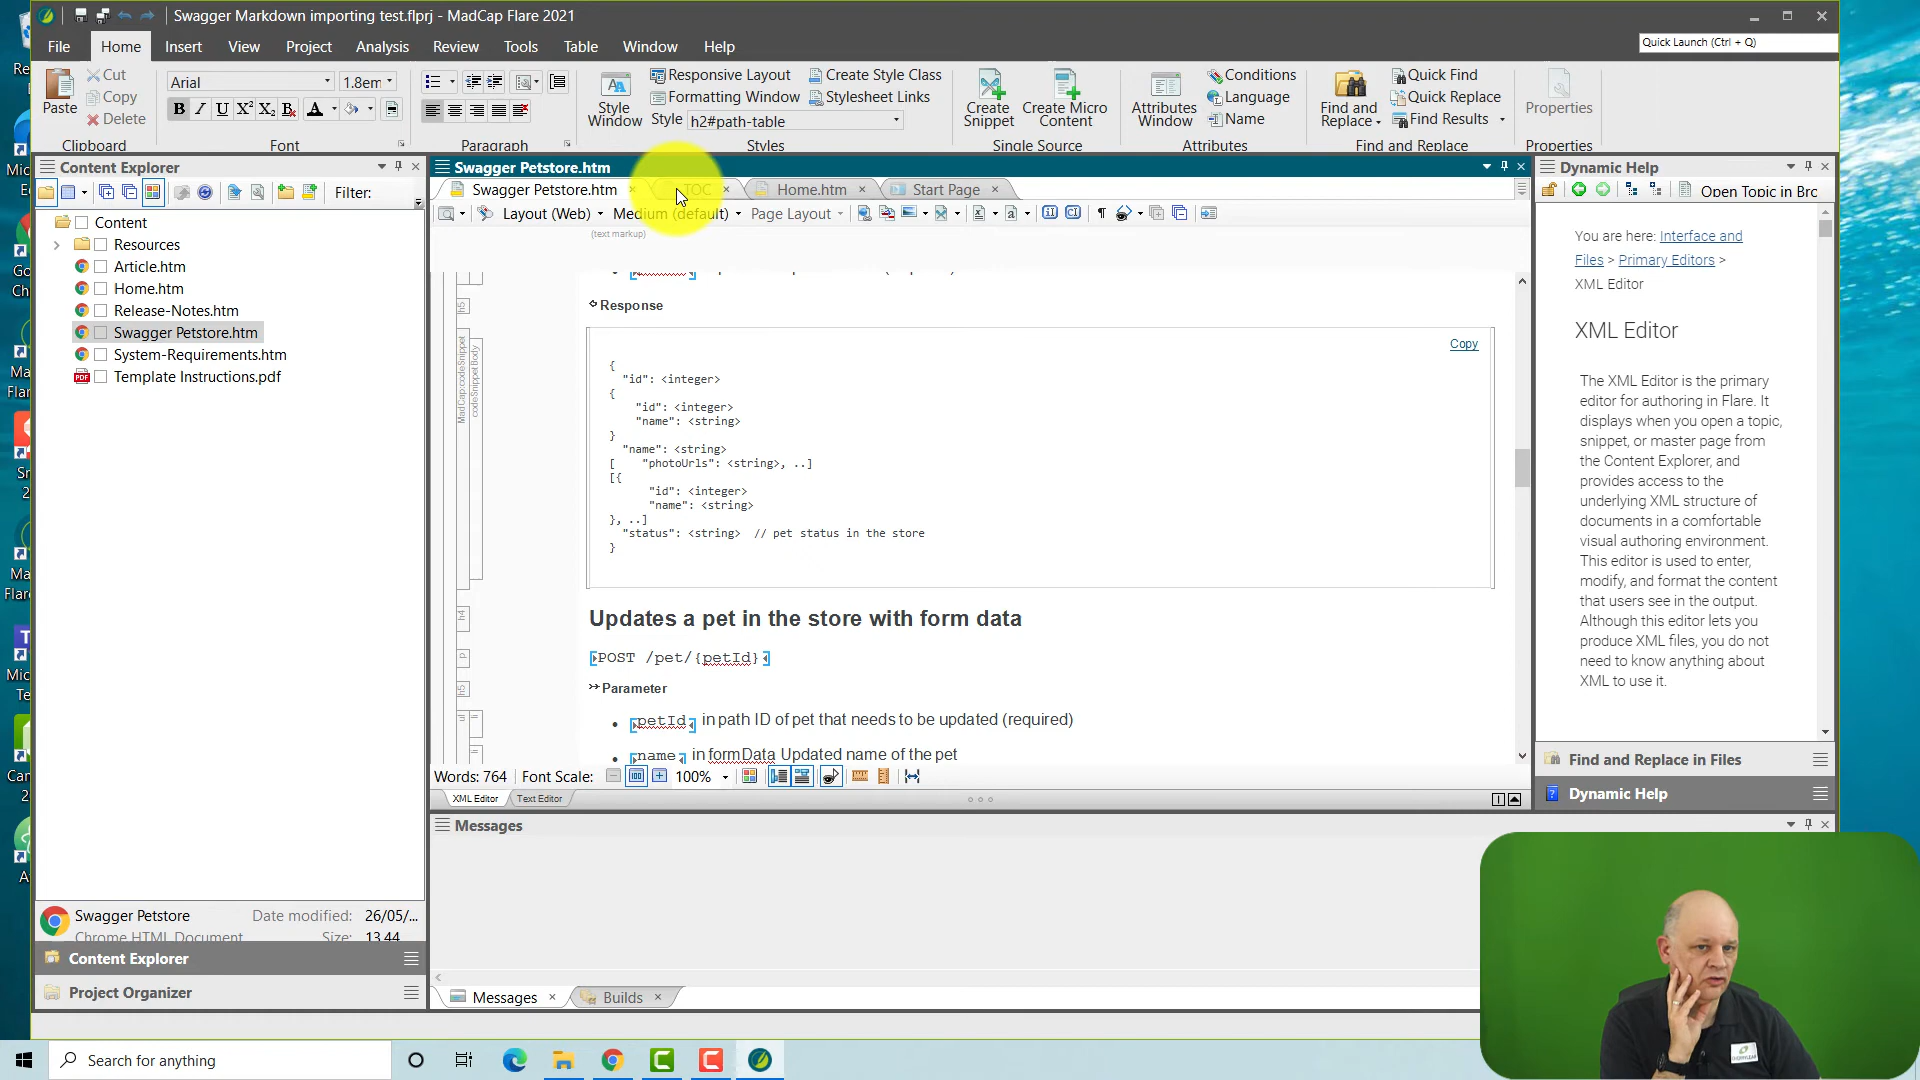 Swagger Markdown importing test.flprj - MadCap Flare 2021
File Home Insert View Project Analysis Review Tools Table Window Help
Quick Launch (Ctrl + Q)
Paste
Cut
Copy
Delete
Clipboard
Arial
1.8em
Font
Paragraph
Style Window
Responsive Layout
Formatting Window
Style h2#path-table
Create Style Class
Stylesheet Links
Styles
Create Snippet
Create Micro Content
Single Source
Attributes Window
Conditions
Language
Name
Attributes
Find and Replace
Quick Find
Quick Replace
Find Results
Find and Replace
Properties
Properties
Content Explorer
Filter:
Content
Resources
Article.htm
Home.htm
Release-Notes.htm
Swagger Petstore.htm
System-Requirements.htm
Template Instructions.pdf
Swagger Petstore
Date modified: 26/05/...
Chrome HTML Document
Size: 13.44
Content Explorer
Project Organizer
Swagger Petstore.htm
Swagger Petstore.htm TOC Home.htm Start Page
Layout (Web) Medium (default) Page Layout
(text markup)
h5
MadCap:codeSnippet
codeSnippetBody
h4
p
h5
Response
Copy
{
"id": <integer>
{
"id": <integer>
"name": <string>
}
"name": <string>
[ "photoUrls": <string>, ..]
[{
"id": <integer>
"name": <string>
}, ..]
"status": <string> // pet status in the store
}
Updates a pet in the store with form data
POST /pet/{petId}
Parameter
petId in path ID of pet that needs to be updated (required)
name in formData Updated name of the pet
Words: 764 Font Scale: 100%
XML Editor Text Editor
Messages
Messages Builds
Dynamic Help
Open Topic in Brc
You are here: Interface and
Files > Primary Editors >
XML Editor
XML Editor
The XML Editor is the primary
editor for authoring in Flare. It
displays when you open a topic,
snippet, or master page from
the Content Explorer, and
provides access to the
underlying XML structure of
documents in a comfortable
visual authoring environment.
This editor is used to enter,
modify, and format the content
that users see in the output.
Although this editor lets you
produce XML files, you do not
need to know anything about
XML to use it.
Find and Replace in Files
Dynamic Help
Search for anything